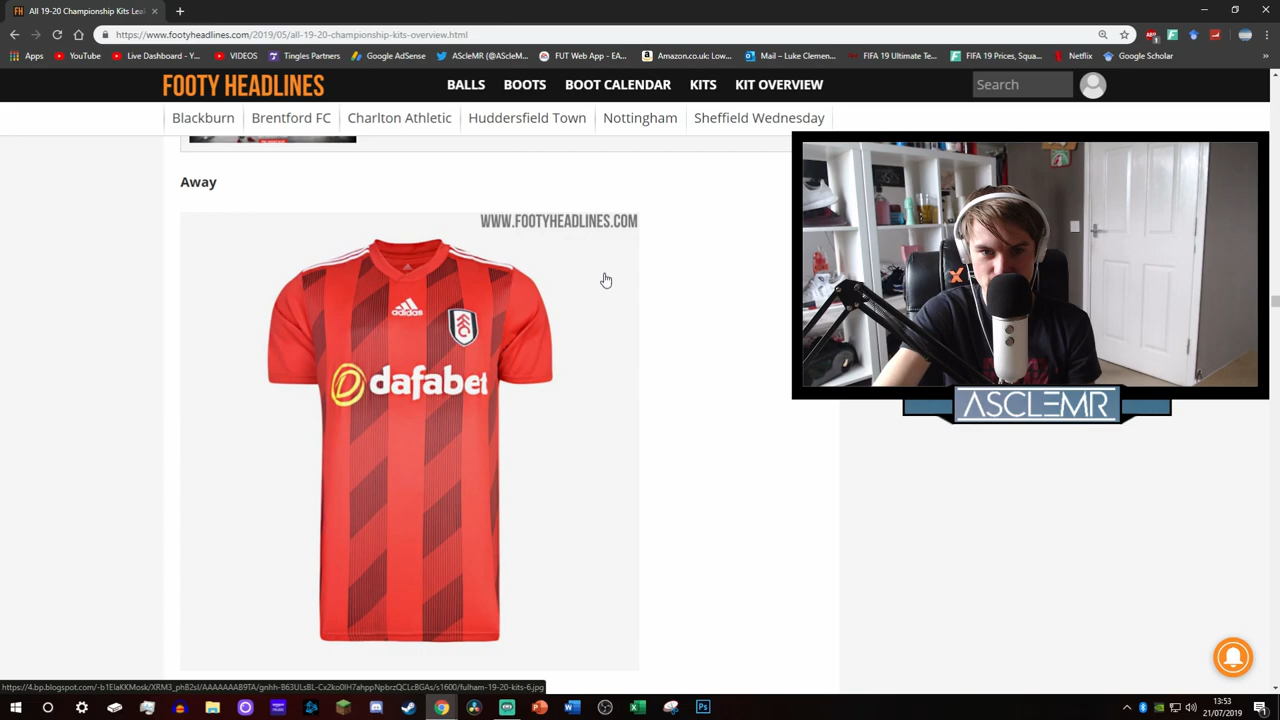 All 19-20 Championship Kits Leak
https://www.footyheadlines.com/2019/05/all-19-20-championship-kits-overview.html
Apps
YouTube
Live Dashboard - Y...
VIDEOS
Tingles Partners
Google AdSense
ASCleMR (@AScleM...
FUT Web App - EA...
Amazon.co.uk: Low...
Mail – Luke Clemen...
FIFA 19 Ultimate Te...
FIFA 19 Prices, Squa...
Netflix
Google Scholar
FOOTY HEADLINES
BALLS
BOOTS
BOOT CALENDAR
KITS
KIT OVERVIEW
Search
Blackburn
Brentford FC
Charlton Athletic
Huddersfield Town
Nottingham
Sheffield Wednesday
Away
WWW.FOOTYHEADLINES.COM
adidas
dafabet
ASCLEMR
13:53
21/07/2019